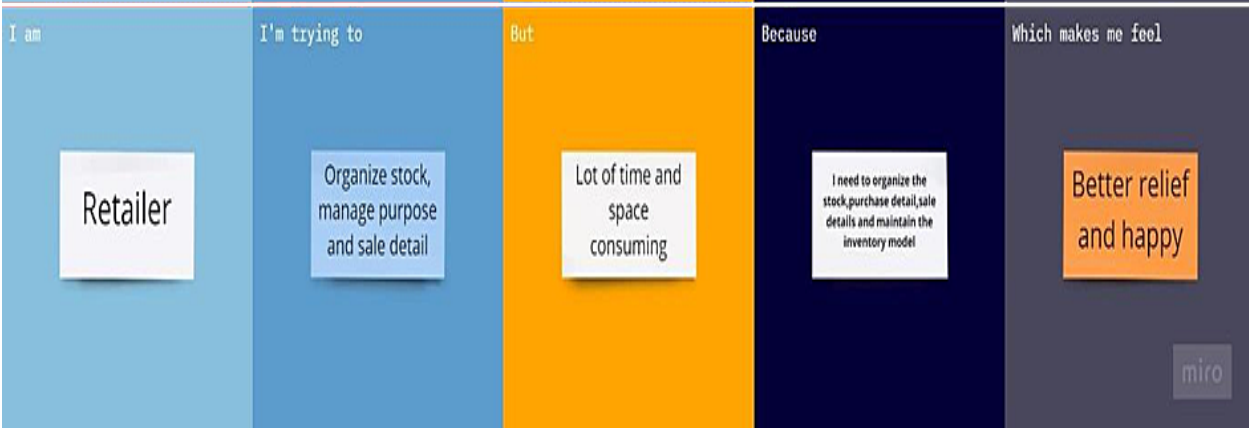 I am
I'm trying to
But
Because
Which makes me feel
Retailer
Organize stock,
manage purpose
and sale detail
Lot of time and
space
consuming
I need to organize the
stock,purchase detail,sale
details and maintain the
inventory model
Better relief
and happy
miro